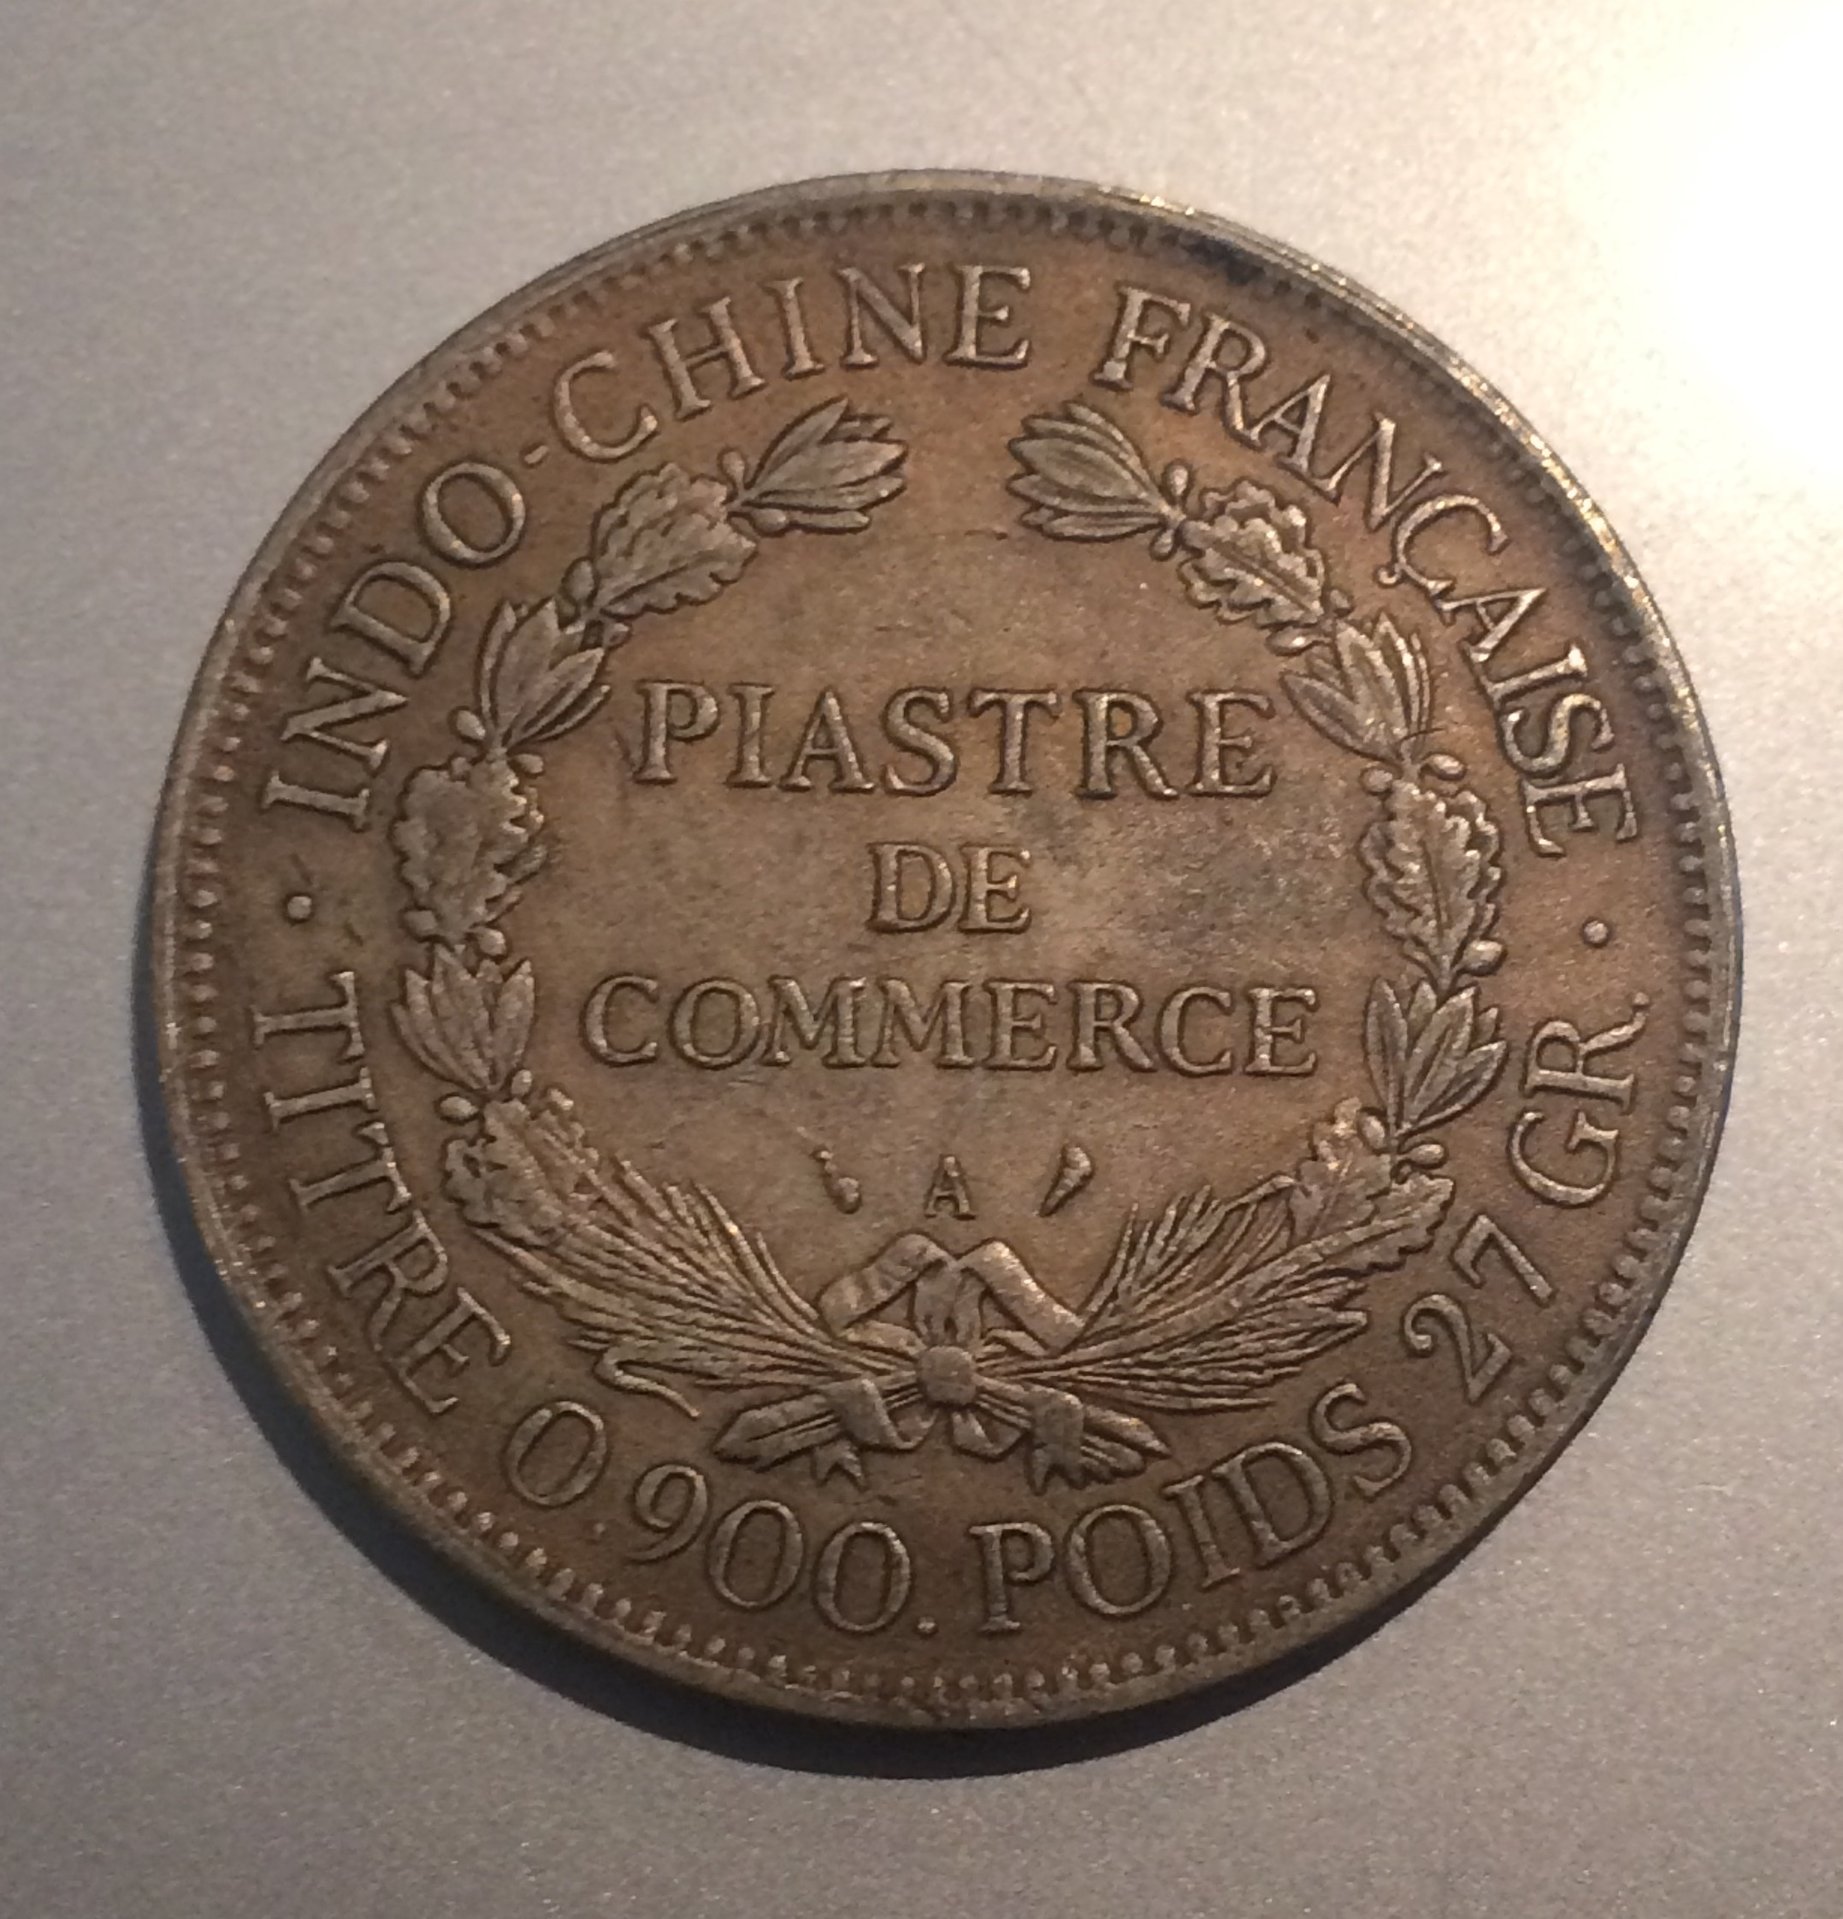 · INDO-CHINE FRANÇAISE ·
PIASTRE
DE
COMMERCE
A
TITRE 0.900. POIDS 27 GR.